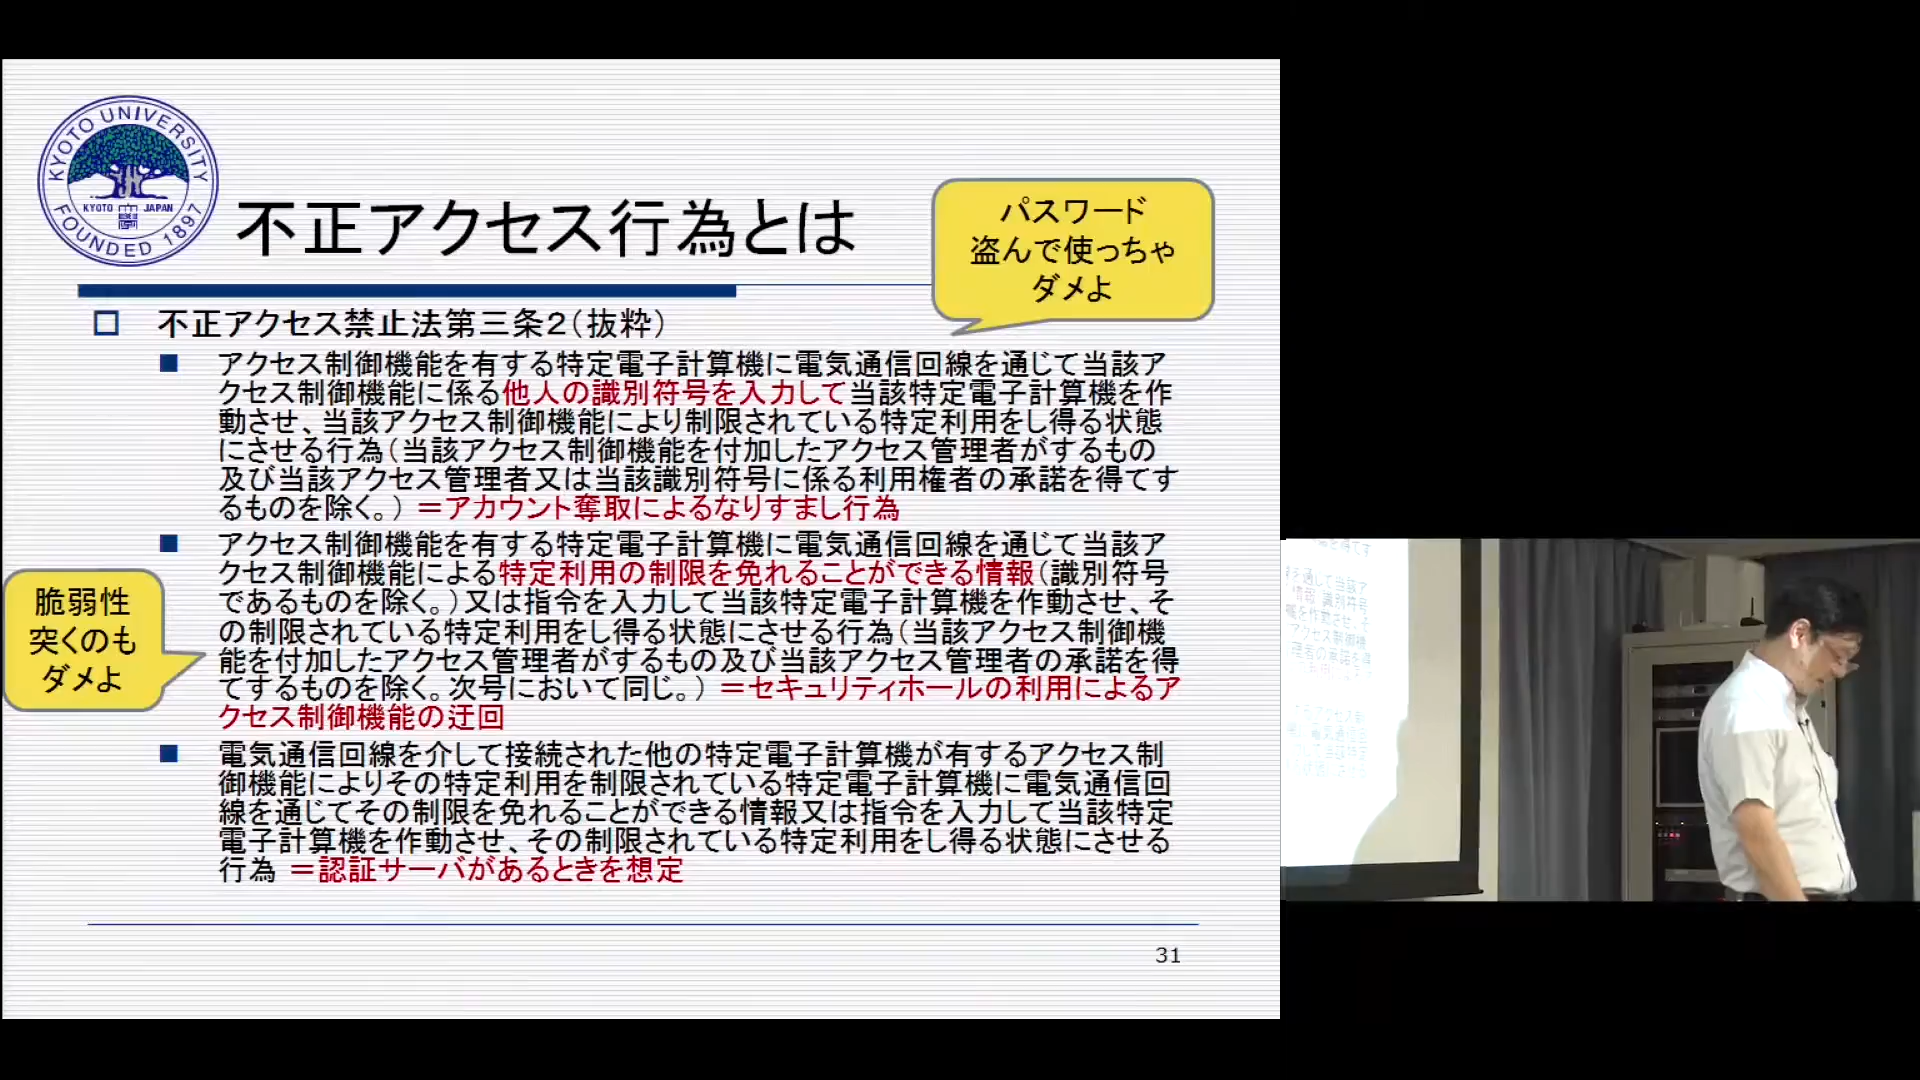 KYOTO UNIVERSITY
KYOTO JAPAN
FOUNDED 1897
不正アクセス行為とは
パスワード
盗んで使っちゃ
ダメよ
不正アクセス禁止法第三条2（抜粋）
アクセス制御機能を有する特定電子計算機に電気通信回線を通じて当該ア
クセス制御機能に係る他人の識別符号を入力して当該特定電子計算機を作
動させ、当該アクセス制御機能により制限されている特定利用をし得る状態
にさせる行為（当該アクセス制御機能を付加したアクセス管理者がするもの
及び当該アクセス管理者又は当該識別符号に係る利用権者の承諾を得てす
るものを除く。）＝アカウント奪取によるなりすまし行為
アクセス制御機能を有する特定電子計算機に電気通信回線を通じて当該ア
クセス制御機能による特定利用の制限を免れることができる情報（識別符号
であるものを除く。）又は指令を入力して当該特定電子計算機を作動させ、そ
の制限されている特定利用をし得る状態にさせる行為（当該アクセス制御機
能を付加したアクセス管理者がするもの及び当該アクセス管理者の承諾を得
てするものを除く。次号において同じ。）＝セキュリティホールの利用によるア
クセス制御機能の迂回
脆弱性
突くのも
ダメよ
電気通信回線を介して接続された他の特定電子計算機が有するアクセス制
御機能によりその特定利用を制限されている特定電子計算機に電気通信回
線を通じてその制限を免れることができる情報又は指令を入力して当該特定
電子計算機を作動させ、その制限されている特定利用をし得る状態にさせる
行為 ＝認証サーバがあるときを想定
31